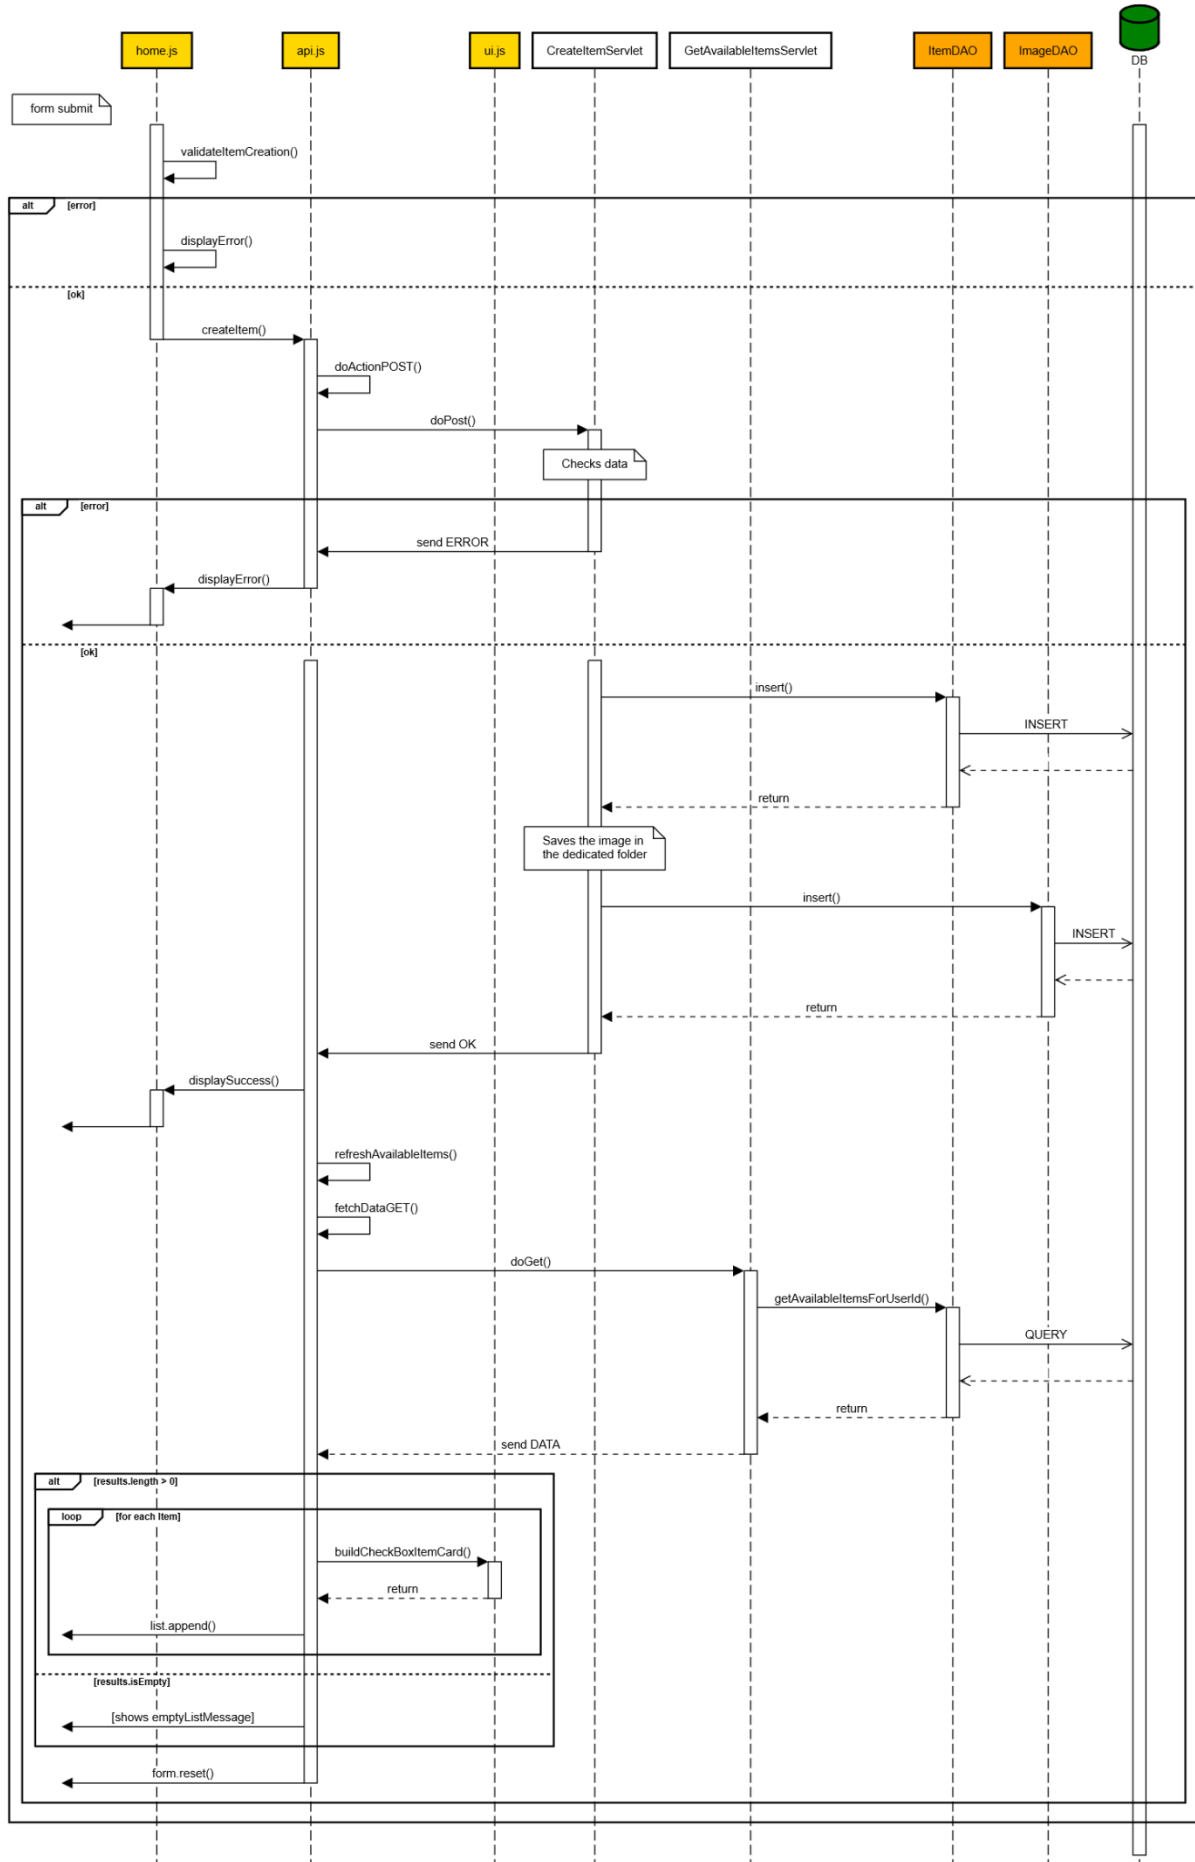 home.js
api.js
ui.js
CreateItemServlet
GetAvailableItemsServlet
ItemDAO
ImageDAO
DB
form submit
validateItemCreation()
alt
[error]
displayError()
[ok]
createItem()
doActionPOST()
doPost()
Checks data
alt
[error]
send ERROR
displayError()
[ok]
insert()
INSERT
return
Saves the image in
the dedicated folder
insert()
INSERT
return
send OK
displaySuccess()
refreshAvailableItems()
fetchDataGET()
doGet()
getAvailableItemsForUserId()
QUERY
return
send DATA
alt
[results.length > 0]
loop
[for each Item]
buildCheckBoxItemCard()
return
list.append()
[results.isEmpty]
[shows emptyListMessage]
form.reset()